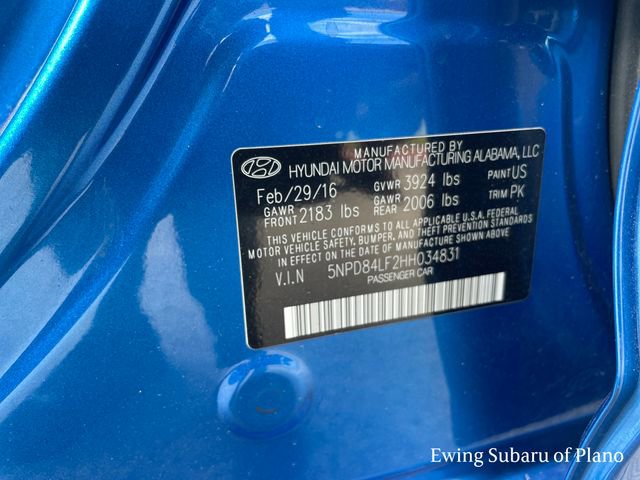 MANUFACTURED BY
HYUNDAI MOTOR MANUFACTURING ALABAMA, LLC
Feb/29/16 GVWR 3924 lbs PAINT US
GAWR FRONT 2183 lbs GAWR REAR 2006 lbs TRIM PK
THIS VEHICLE CONFORMS TO ALL APPLICABLE U.S.A. FEDERAL
MOTOR VEHICLE SAFETY, BUMPER, AND THEFT PREVENTION STANDARDS
IN EFFECT ON THE DATE OF MANUFACTURE SHOWN ABOVE.
V.I.N 5NPD84LF2HH034831
PASSENGER CAR
Ewing Subaru of Plano